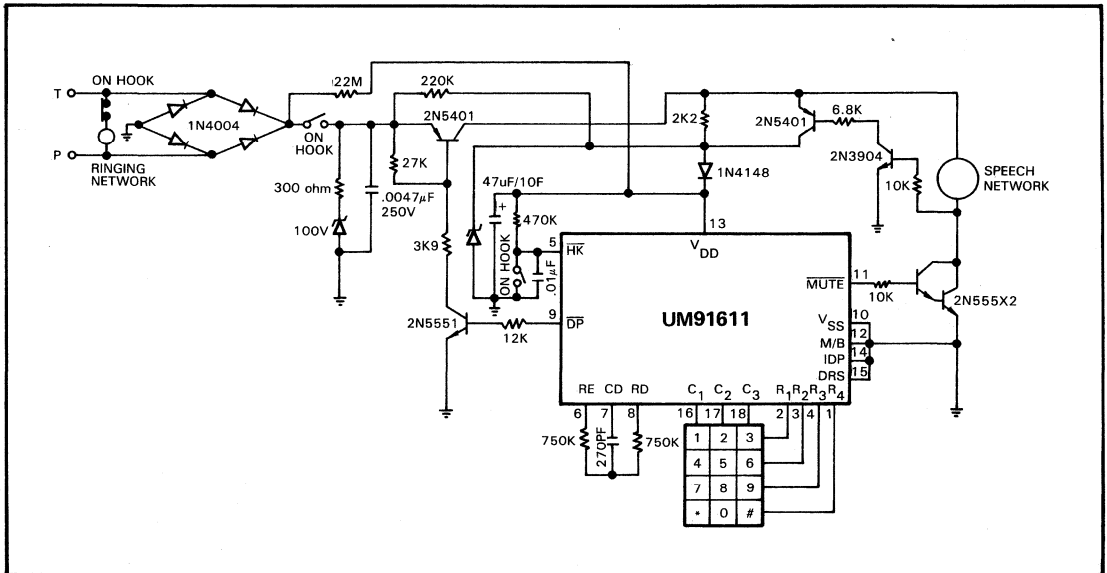 ON HOOK
T
P
RINGING
NETWORK
1N4004
22M
ON
HOOK
220K
2N5401
27K
300 ohm
.0047μF
250V
100V
3K9
2N5551
47uF/10F
470K
ON HOOK
.01μF
12K
2K2
2N5401
6.8K
2N3904
10K
1N4148
SPEECH
NETWORK
13
VDD
5 HK
9 DP
UM91611
MUTE 11
10K
2N555X2
VSS 10
M/B 12
IDP 14
DRS 15
RE CD RD C1 C2 C3 R1 R2 R3 R4
6 7 8 16 17 18 2 3 4 1
750K
270PF
750K
1 2 3
4 5 6
7 8 9
* 0 #